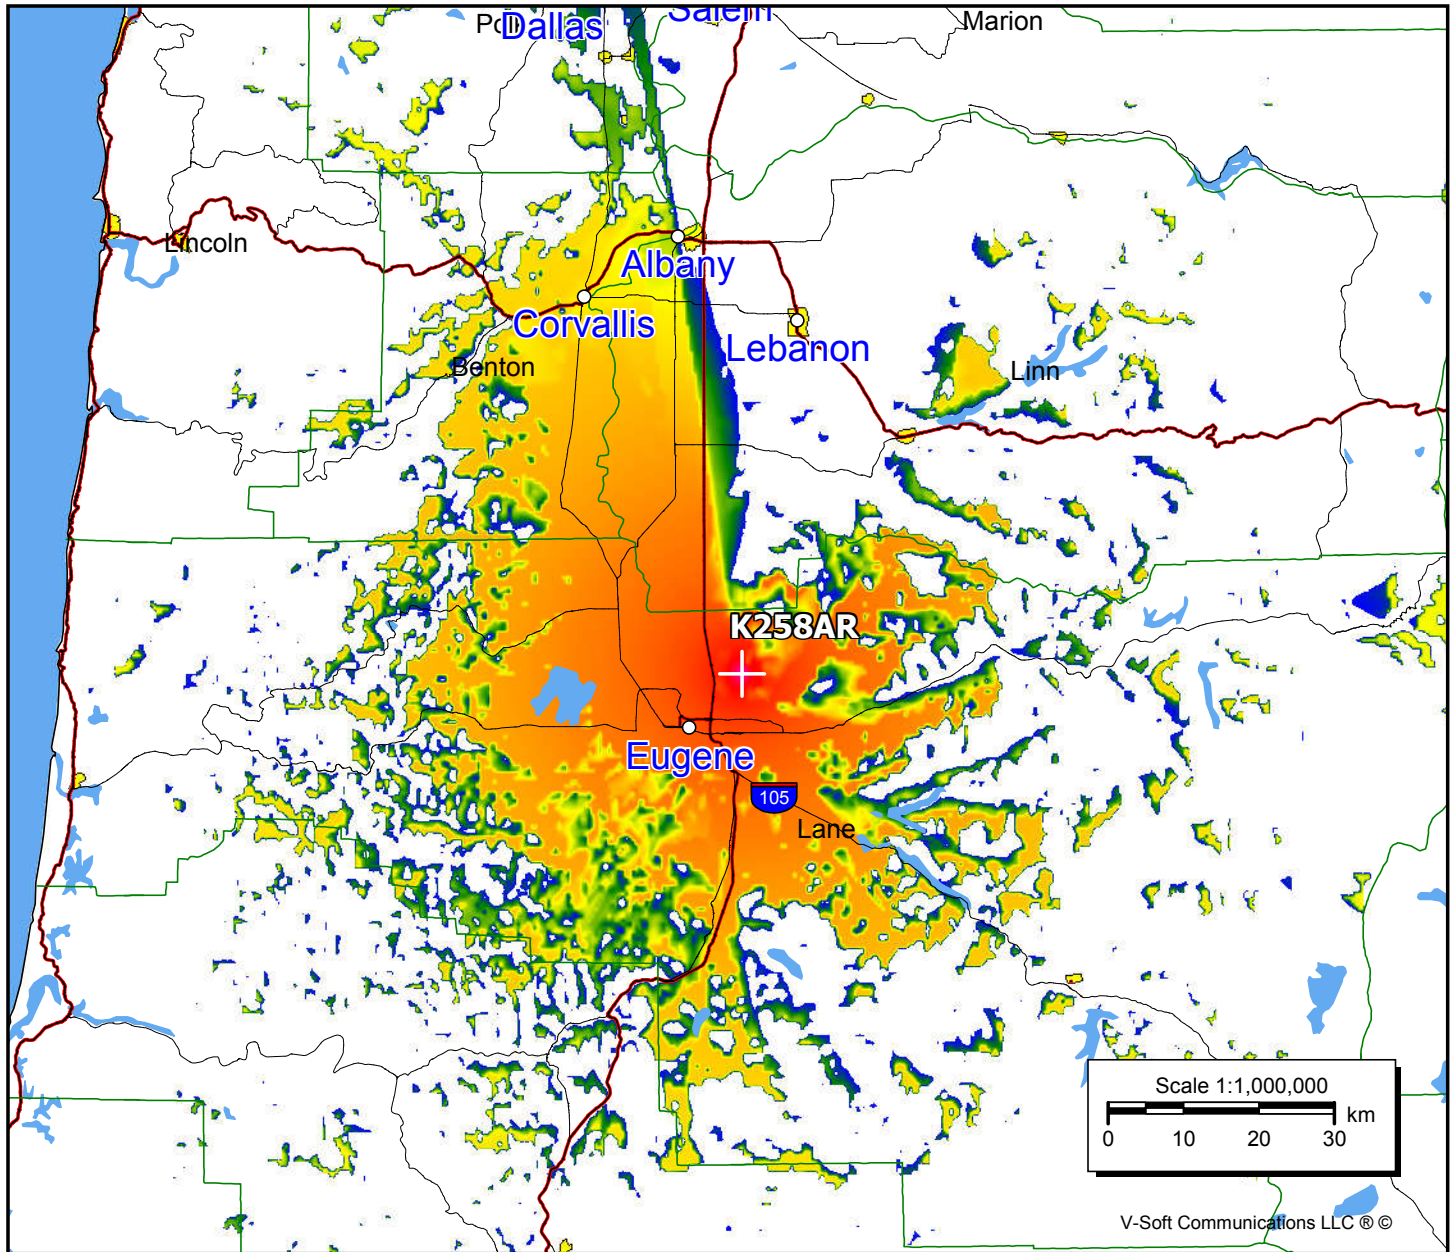 Salem
Marion
Dallas
Lincoln
Albany
Corvallis
Lebanon
Benton
Linn
K258AR
Eugene
105
Lane
Scale 1:1,000,000
km
0 10 20 30
V-Soft Communications LLC ® ©